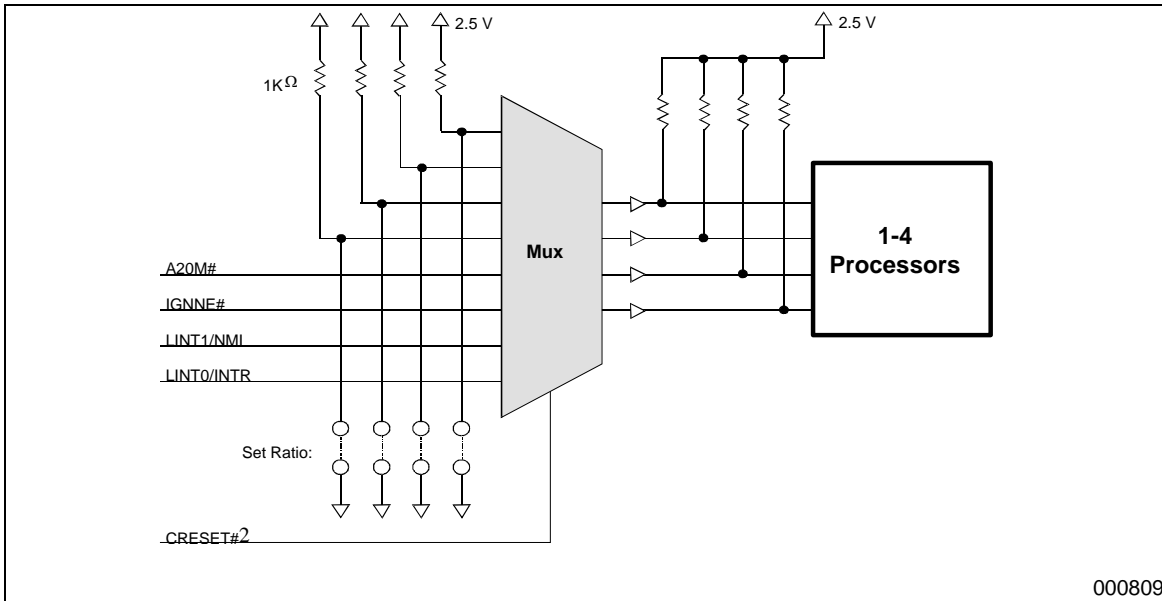 2.5 V
2.5 V
1KΩ
Mux
1-4
Processors
A20M#
IGNNE#
LINT1/NMI
LINT0/INTR
Set Ratio:
CRESET#2
000809